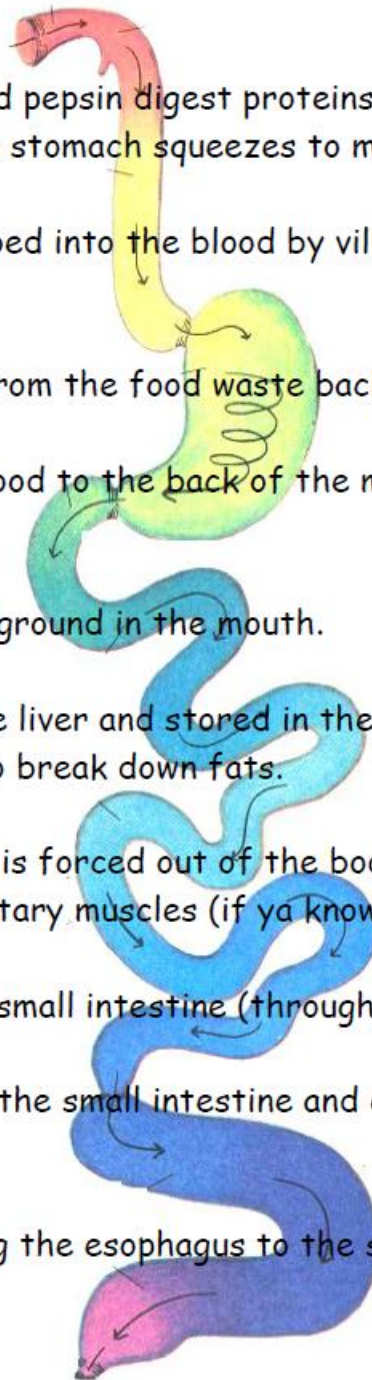 d pepsin digest proteins
stomach squeezes to m
bed into the blood by vil
rom the food waste bac
ood to the back of the m
ground in the mouth.
e liver and stored in the
o break down fats.
is forced out of the boo
tary muscles (if ya know
small intestine (through
the small intestine and
g the esophagus to the s